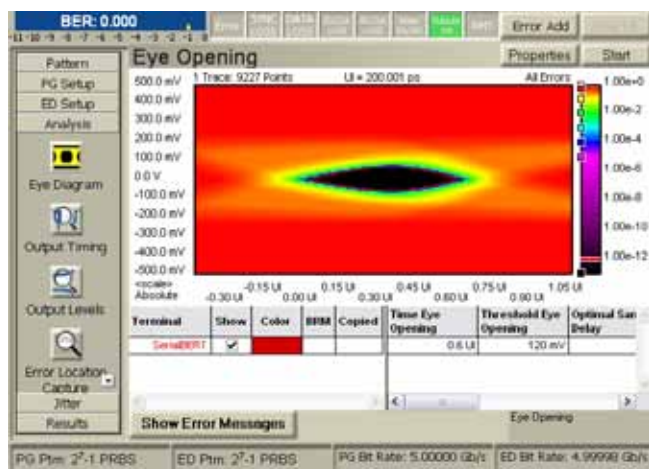 BER: 0.000
-11 -10 -9 -8 -7 -6 -5 -4 -3 -2 -1 0
Error
SYNC
DATA
Error Add
Pattern
PG Setup
ED Setup
Analysis
Eye Diagram
Output Timing
Output Levels
Error Location
Capture
Jitter
Results
Eye Opening
Properties
Start
1 Trace: 9227 Points
UI = 200.001 ps
All Errors
500.0 mV
400.0 mV
300.0 mV
200.0 mV
100.0 mV
0.0 V
-100.0 mV
-200.0 mV
-300.0 mV
-400.0 mV
-500.0 mV
1.00e+0
1.00e-2
1.00e-4
1.00e-6
1.00e-8
1.00e-10
1.00e-12
<scale>
Absolute
-0.15 UI 0.15 UI 0.45 UI 0.75 UI 1.05 UI
-0.30 UI 0.00 UI 0.30 UI 0.60 UI 0.90 UI
Terminal Show Color BRM Copied Time Eye Opening Threshold Eye Opening Optimal Sam Delay
SerialBERT 0.6 UI 120 mV
Show Error Messages
Eye Opening
PG Ptrn: 2^7-1 PRBS
ED Ptrn: 2^7-1 PRBS
PG Bit Rate: 5.00000 Gb/s
ED Bit Rate: 4.99998 Gb/s